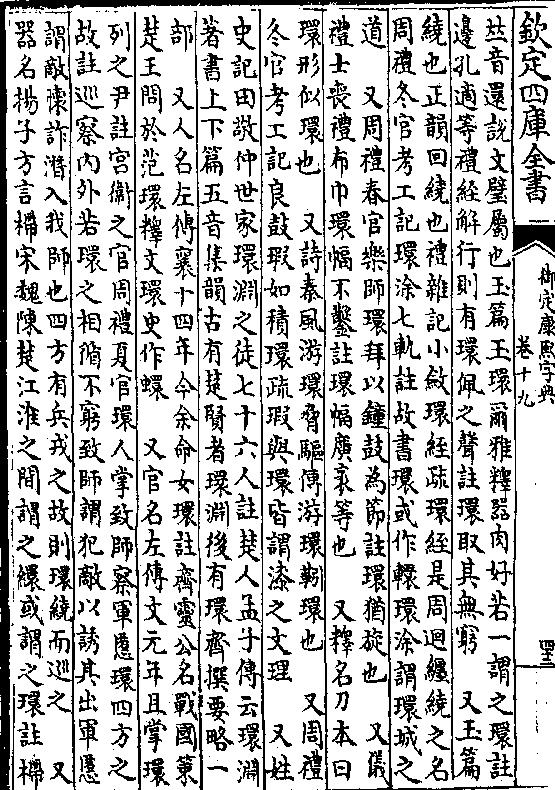 欽定四庫全書
御定康熙字典
卷十九
𠀤音還說文璧屬也玉篇玉環爾雅釋器肉好若一謂之環註
邊孔適等禮經解行則有環佩之聲註環取其無窮 又玉篇
繞也正韻回繞也禮雜記小斂環絰疏環絰是周迴纏繞之名
周禮冬官考工記環涂七軌註故書環或作轘環涂謂環城之
道 又周禮春官樂師環拜以鍾鼓為節註環猶旋也 又儀
禮士喪禮布巾環幅不鑿註環幅廣袤等也 又釋名刀本曰
環形似環也 又詩秦風游環脅驅傳游環靷環也 又周禮
冬官考工記良鼓瑕如積環疏瑕與環皆謂漆之文理 又姓
史記田敬仲世家環淵之徒七十六人註楚人孟子傳云環淵
著書上下篇五音集韻古有楚賢者環淵後有環齊撰要略一
部 又人名左傳襄十四年今余命女環註齊靈公名戰國策
楚王問於范環釋文環史作蠉 又官名左傳文元年且掌環
列之尹註宮衞之官周禮夏官環人掌致師察軍慝環四方之
故註巡察内外若環之相循不窮致師謂犯敵以誘其出軍慝
謂敵懷詐潛入我師也四方有兵戎之故則環繞而巡之 又
器名揚子方言槌宋魏陳楚江淮之間謂之繯或謂之環註槌